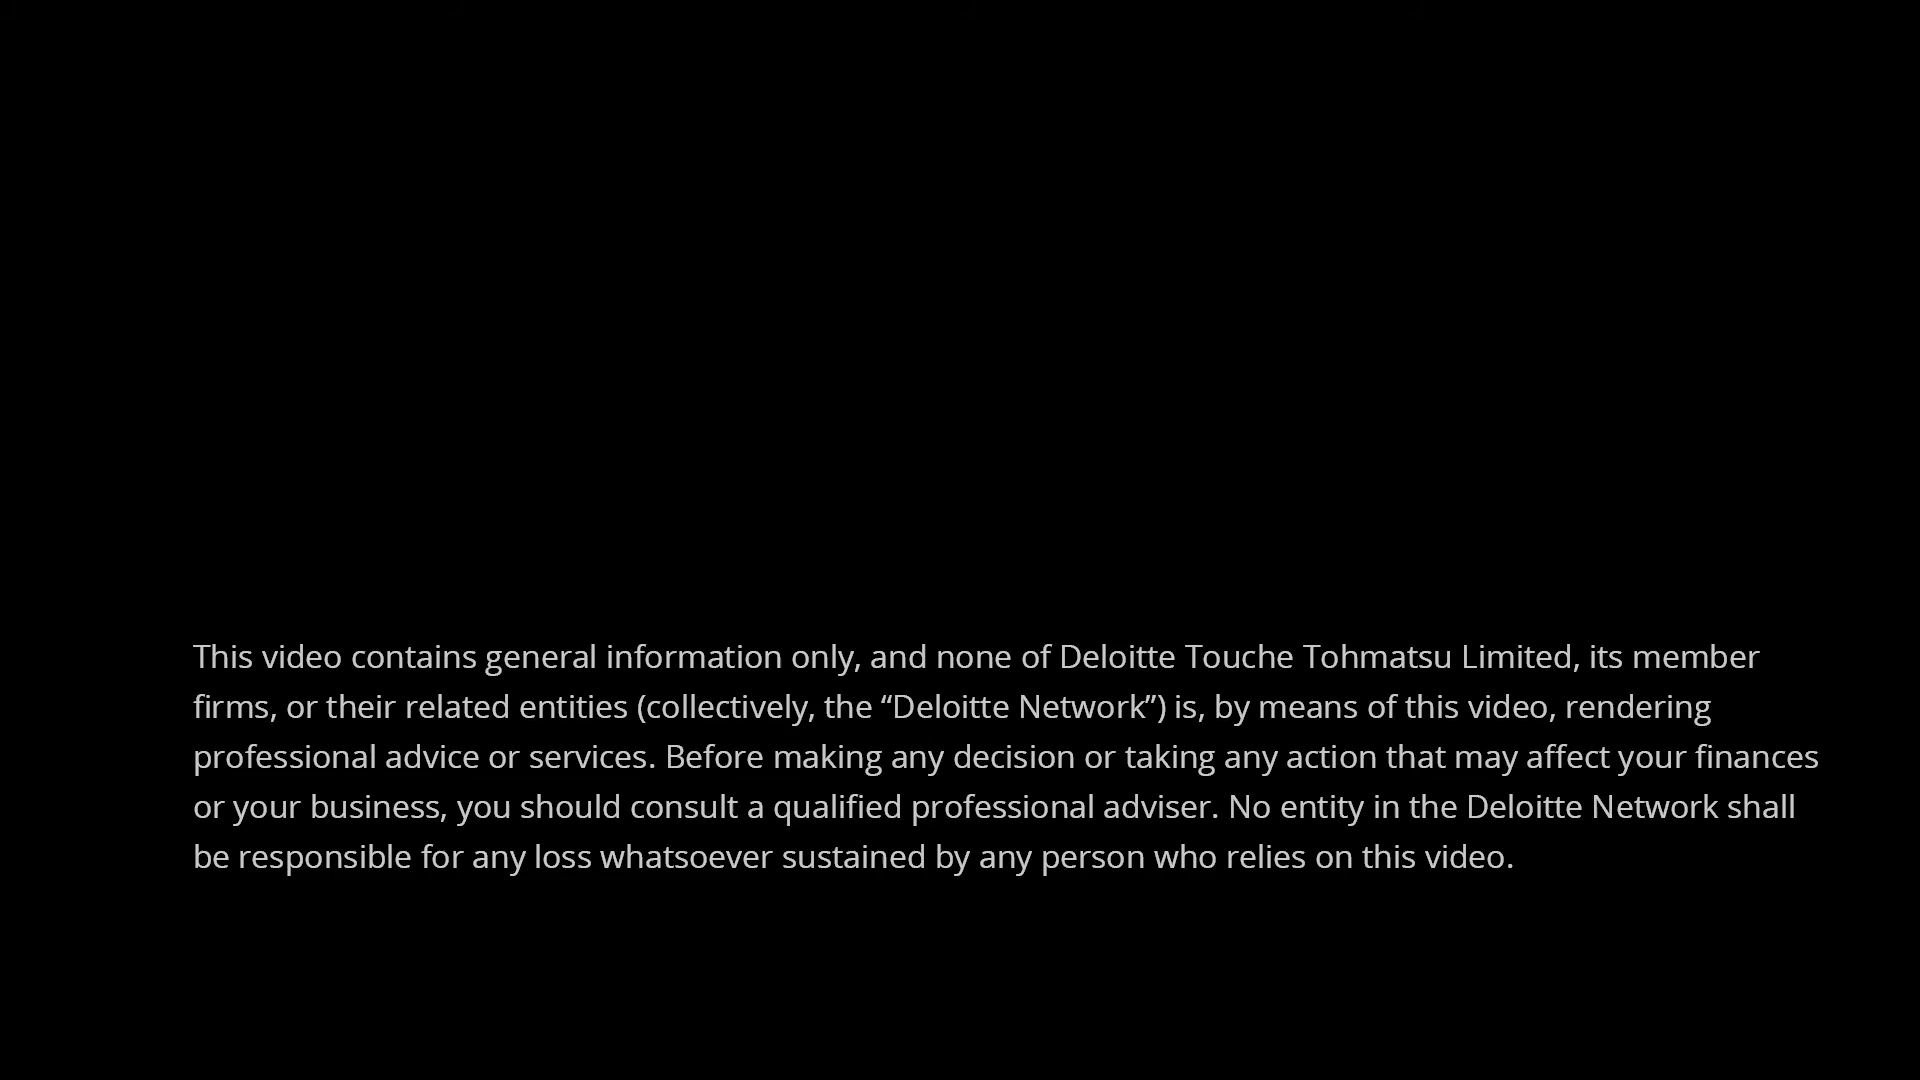 This video contains general information only, and none of Deloitte Touche Tohmatsu Limited, its member
firms, or their related entities (collectively, the “Deloitte Network”) is, by means of this video, rendering
professional advice or services. Before making any decision or taking any action that may affect your finances
or your business, you should consult a qualified professional adviser. No entity in the Deloitte Network shall
be responsible for any loss whatsoever sustained by any person who relies on this video.